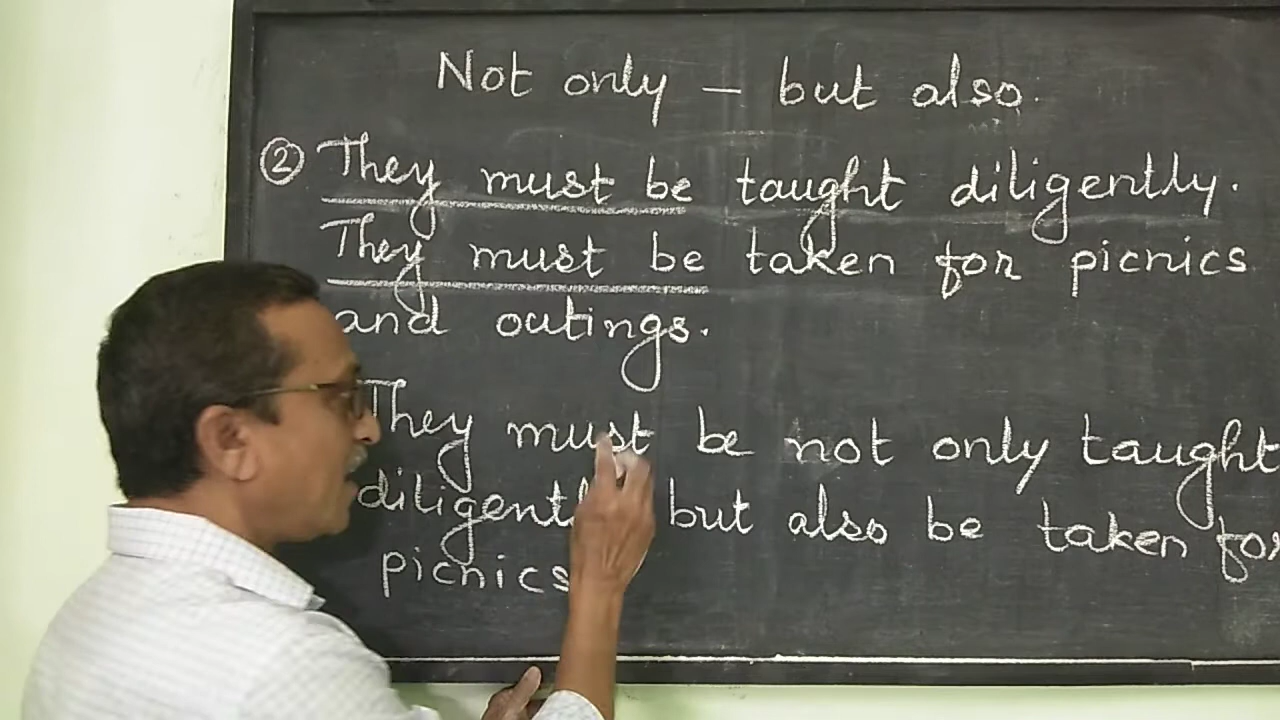 Not only — but also.
② They must be taught diligently.
They must be taken for picnics
and outings.
They must be not only taught
diligently but also be taken for
picnics